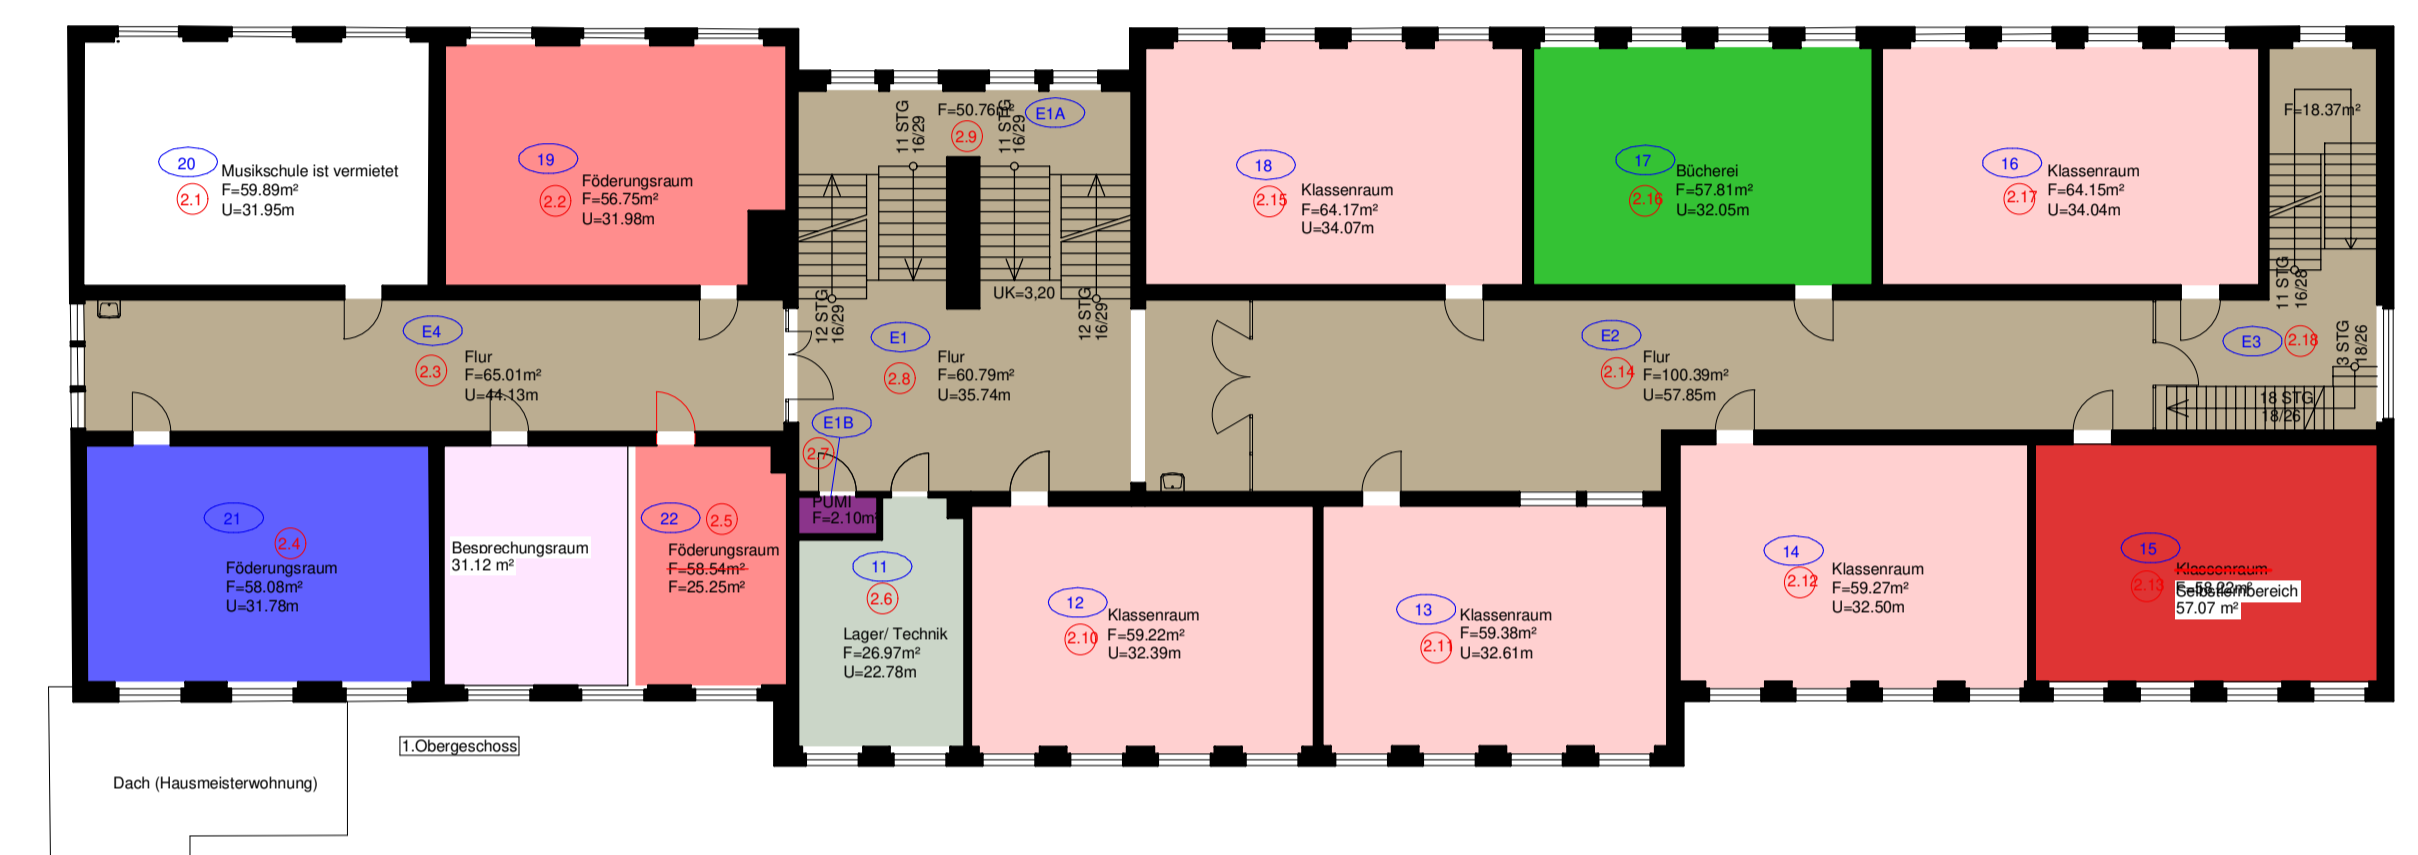 20
Musikschule ist vermietet
2.1
F=59.89m²
U=31.95m
19
Föderungsraum
2.2
F=56.75m²
U=31.98m
11 STG
16/29
F=50.76m²
2.9
11 STG
16/29
E1A
12 STG
16/29
UK=3,20
12 STG
16/29
18
Klassenraum
2.15
F=64.17m²
U=34.07m
17
Bücherei
2.16
F=57.81m²
U=32.05m
16
Klassenraum
2.17
F=64.15m²
U=34.04m
F=18.37m²
11 STG
16/28
E4
Flur
2.3
F=65.01m²
U=44.13m
E1
Flur
2.8
F=60.79m²
U=35.74m
E2
Flur
2.14
F=100.39m²
U=57.85m
E3
2.18
3 STG
18/26
18 STG
18/26
E1B
2.7
PUMI
F=2.10m²
21
2.4
Föderungsraum
F=58.08m²
U=31.78m
Besprechungsraum
31.12 m²
22
2.5
Föderungsraum
F=58.54m²
F=25.25m²
11
2.6
Lager/ Technik
F=26.97m²
U=22.78m
12
Klassenraum
2.10
F=59.22m²
U=32.39m
13
Klassenraum
2.11
F=59.38m²
U=32.61m
14
Klassenraum
2.12
F=59.27m²
U=32.50m
15
Klassenraum
2.13
F=58.22m²
Selbstlernbereich
57.07 m²
1.Obergeschoss
Dach (Hausmeisterwohnung)